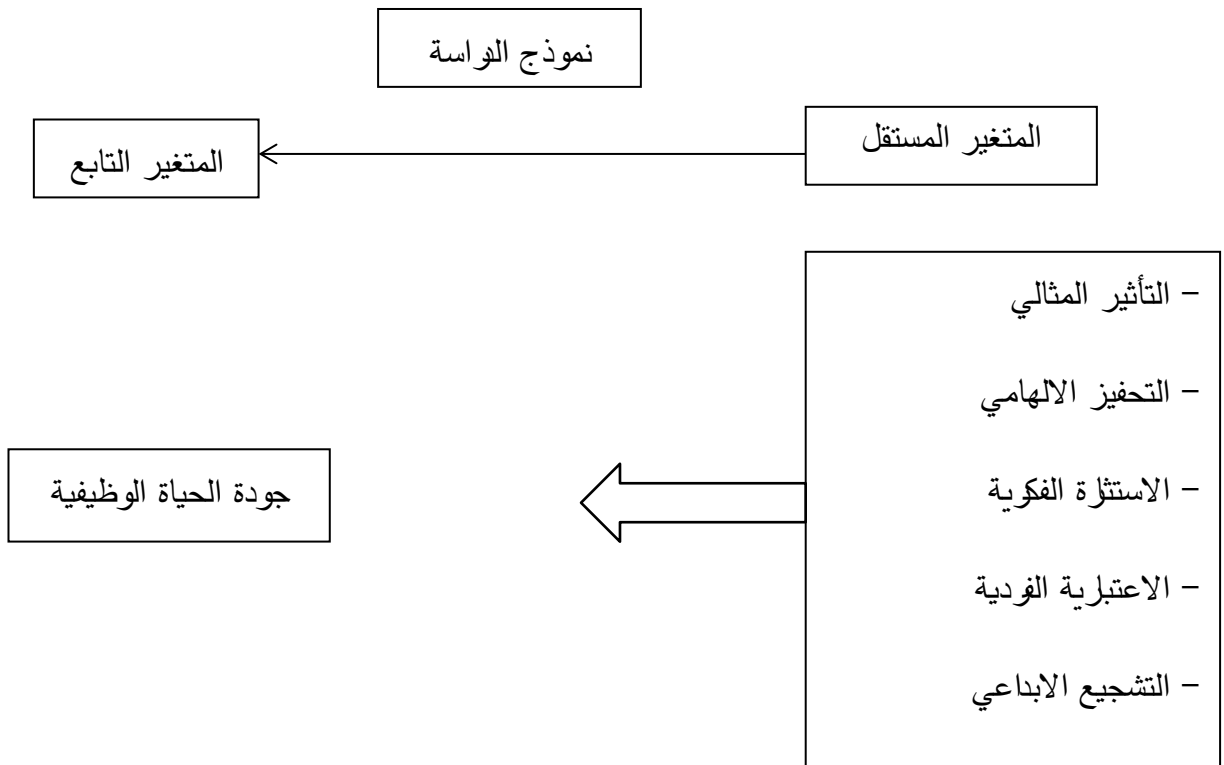 نموذج الدراسة
المتغير المستقل
المتغير التابع
– التأثير المثالي
– التحفيز الالهامي
– الاستثارة الفكرية
– الاعتبارية الفردية
– التشجيع الابداعي
جودة الحياة الوظيفية